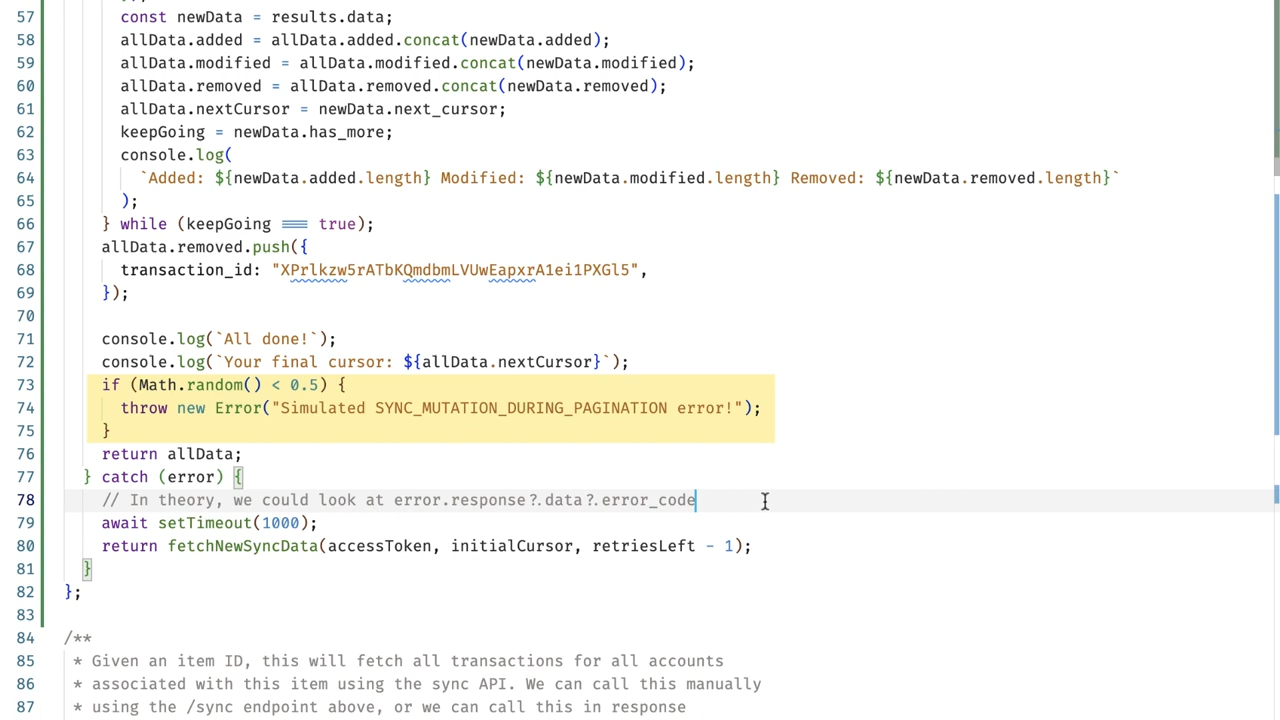 57 const newData = results.data;
58 allData.added = allData.added.concat(newData.added);
59 allData.modified = allData.modified.concat(newData.modified);
60 allData.removed = allData.removed.concat(newData.removed);
61 allData.nextCursor = newData.next_cursor;
62 keepGoing = newData.has_more;
63 console.log(
64 `Added: ${newData.added.length} Modified: ${newData.modified.length} Removed: ${newData.removed.length}`
65 );
66 } while (keepGoing === true);
67 allData.removed.push({
68 transaction_id: "XPrlkzw5rATbKQmdbmLVUwEapxrA1ei1PXGl5",
69 });
70
71 console.log(`All done!`);
72 console.log(`Your final cursor: ${allData.nextCursor}`);
73 if (Math.random() < 0.5) {
74 throw new Error("Simulated SYNC_MUTATION_DURING_PAGINATION error!");
75 }
76 return allData;
77 } catch (error) {
78 // In theory, we could look at error.response?.data?.error_code
79 await setTimeout(1000);
80 return fetchNewSyncData(accessToken, initialCursor, retriesLeft - 1);
81 }
82 };
83
84 /**
85 * Given an item ID, this will fetch all transactions for all accounts
86 * associated with this item using the sync API. We can call this manually
87 * using the /sync endpoint above, or we can call this in response